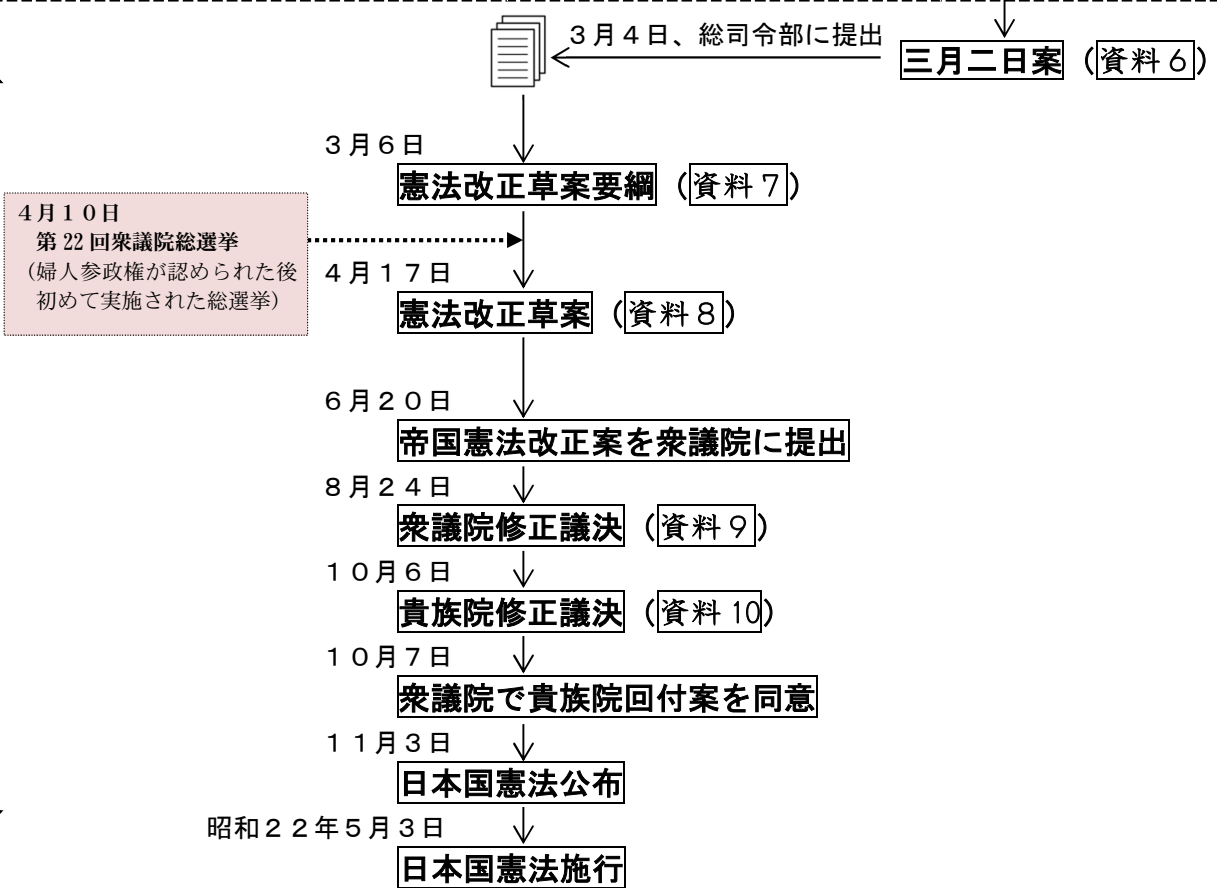 ３月４日、総司令部に提出
三月二日案（資料６）
３月６日
憲法改正草案要綱（資料７）
４月１０日
第 22 回衆議院総選挙
（婦人参政権が認められた後
初めて実施された総選挙）
４月１７日
憲法改正草案（資料８）
６月２０日
帝国憲法改正案を衆議院に提出
８月２４日
衆議院修正議決（資料９）
１０月６日
貴族院修正議決（資料 10）
１０月７日
衆議院で貴族院回付案を同意
１１月３日
日本国憲法公布
昭和２２年５月３日
日本国憲法施行